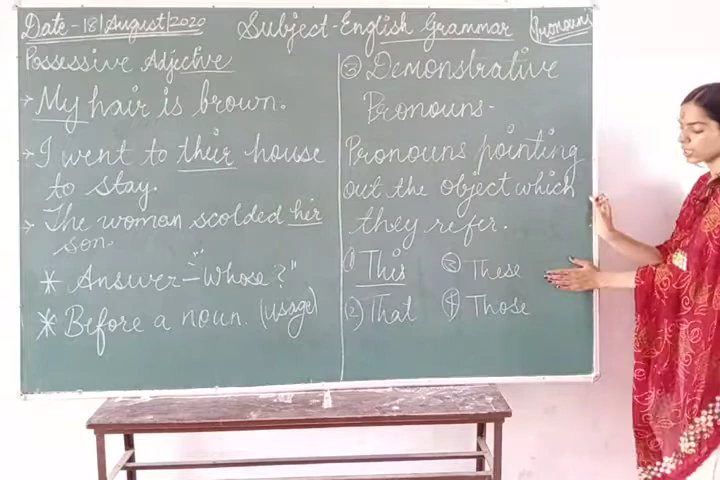 Date-18/August/2020
Subject-English Grammar
Pronouns
Possessive Adjective
→ My hair is brown.
→ I went to their house
to stay.
→ The woman scolded her
son.
* Answer - "Whose?"
* Before a noun. (usage)
③ Demonstrative
Pronouns-
Pronouns pointing
out the object which
they refer.
① This ③ These
② That ④ Those